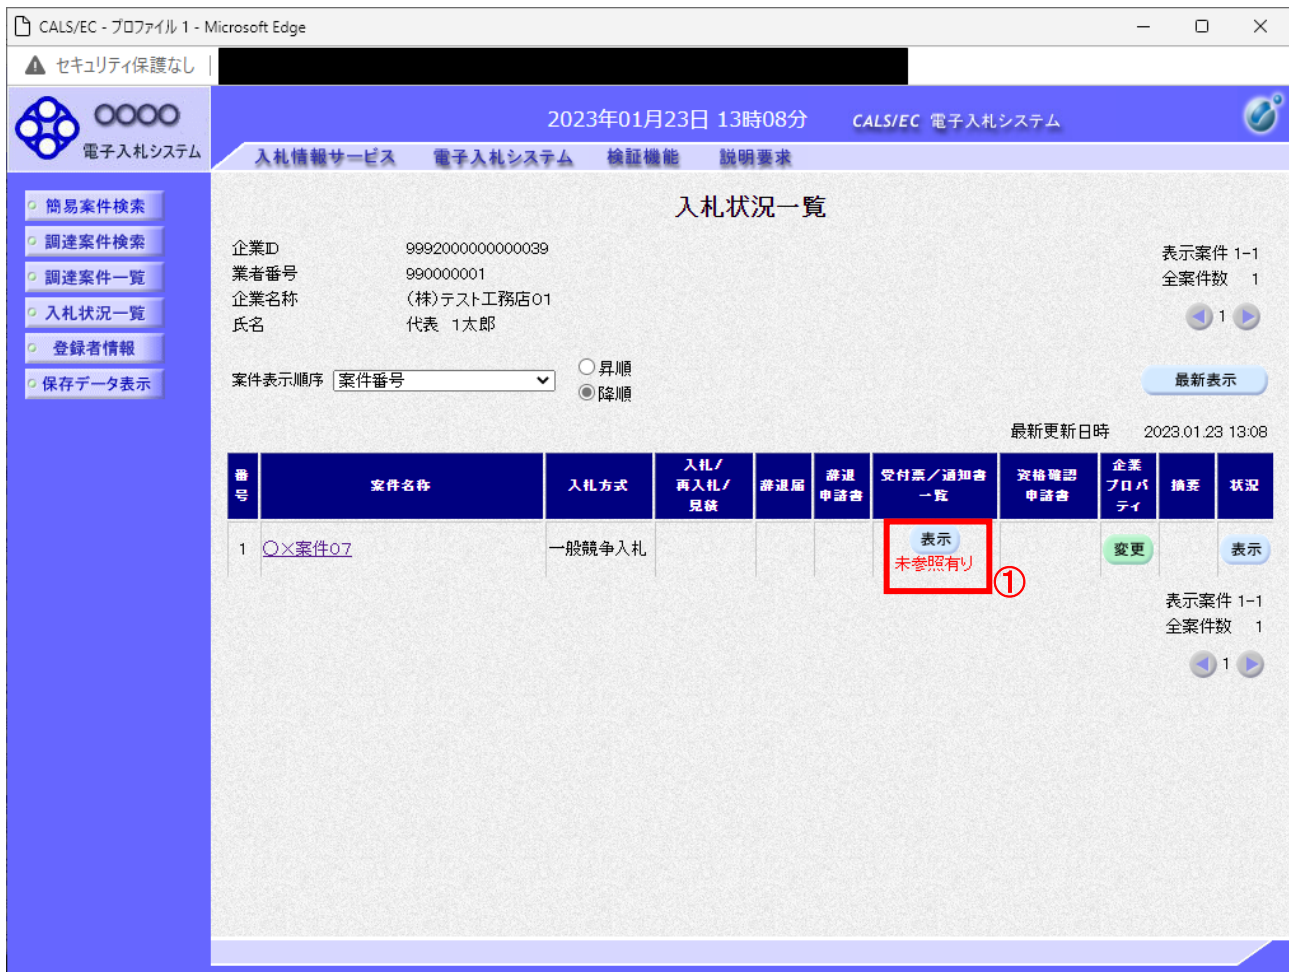 CALS/EC - プロファイル 1 - Microsoft Edge
セキュリティ保護なし
○○○○
電子入札システム
2023年01月23日 13時08分
CALS/EC 電子入札システム
入札情報サービス 電子入札システム 検証機能 説明要求
簡易案件検索
調達案件検索
調達案件一覧
入札状況一覧
登録者情報
保存データ表示
入札状況一覧
企業ID 9992000000000039
業者番号 990000001
企業名称 (株)テスト工務店01
氏名 代表 1太郎
表示案件 1-1
全案件数 1
1
案件表示順序 案件番号
昇順
降順
最新表示
最新更新日時 2023.01.23 13:08
番号 案件名称 入札方式 入札/再入札/見積 辞退届 辞退申請書 受付票/通知書一覧 資格確認申請書 企業プロパティ 摘要 状況
1 ○×案件07 一般競争入札 表示 未参照有り 変更 表示
①
表示案件 1-1
全案件数 1
1